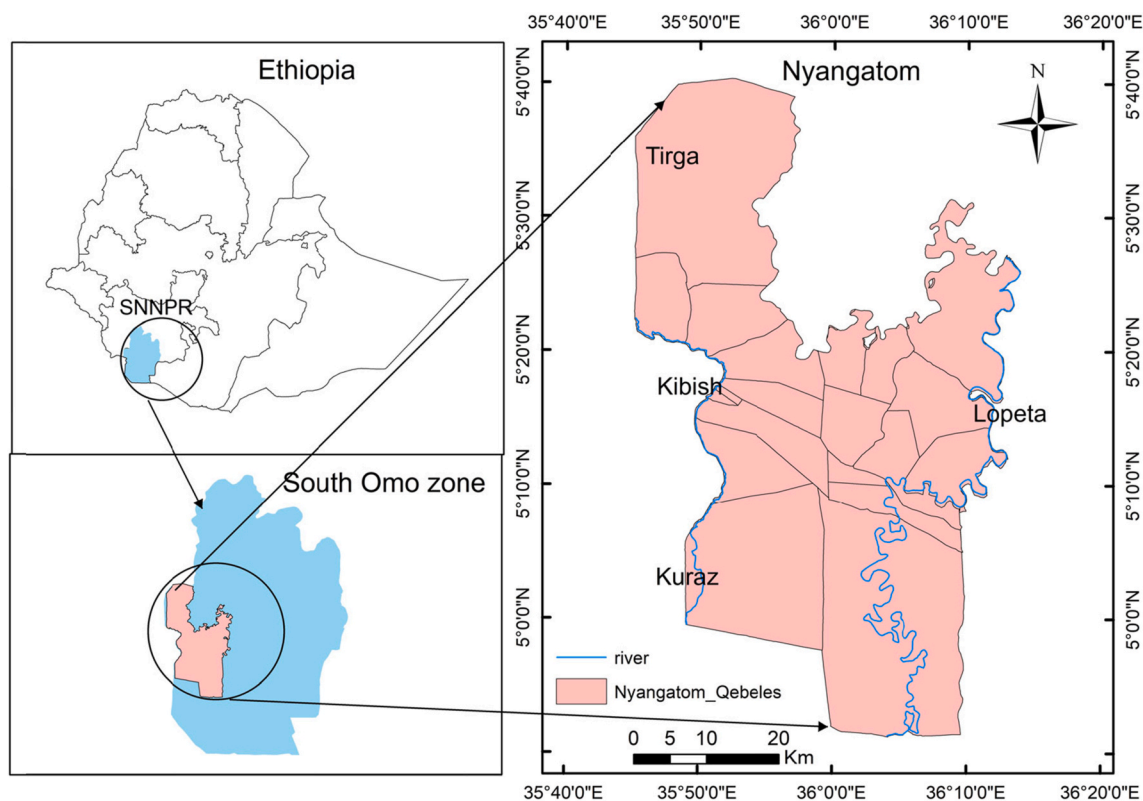 Ethiopia
SNNPR
South Omo zone
35°40'0"E 35°50'0"E 36°0'0"E 36°10'0"E 36°20'0"E
Nyangatom
N
5°40'0"N
5°30'0"N
5°20'0"N
5°10'0"N
5°0'0"N
Tirga
Kibish
Lopeta
Kuraz
river
Nyangatom_Qebeles
0 5 10 20
Km
5°40'0"N
5°30'0"N
5°20'0"N
5°10'0"N
5°0'0"N
35°40'0"E 35°50'0"E 36°0'0"E 36°10'0"E 36°20'0"E